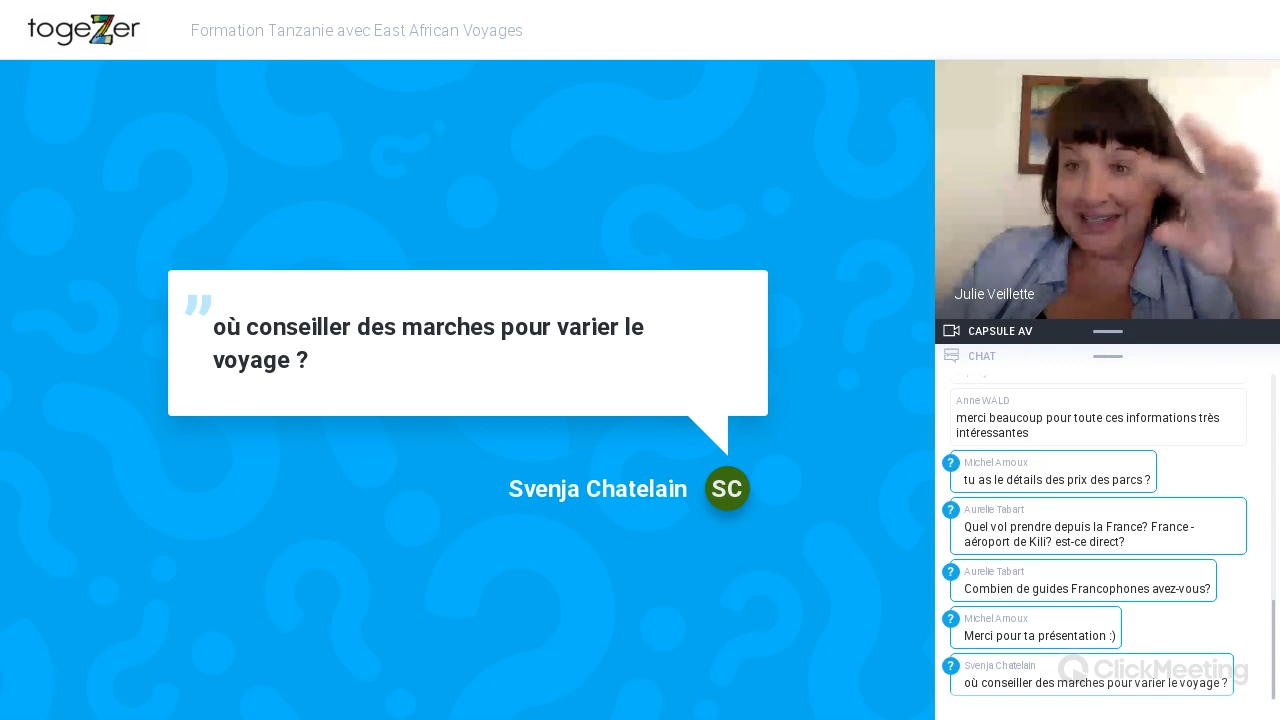 togeZer
Formation Tanzanie avec East African Voyages
où conseiller des marches pour varier le
voyage ?
Svenja Chatelain SC
Julie Veillette
CAPSULE AV
CHAT
Anne WALD
merci beaucoup pour toute ces informations très
intéressantes
? Michel Arnoux
tu as le détails des prix des parcs ?
? Aurelie Tabart
Quel vol prendre depuis la France? France -
aéroport de Kili? est-ce direct?
? Aurelie Tabart
Combien de guides Francophones avez-vous?
? Michel Arnoux
Merci pour ta présentation :)
? Svenja Chatelain
où conseiller des marches pour varier le voyage ?
ClickMeeting